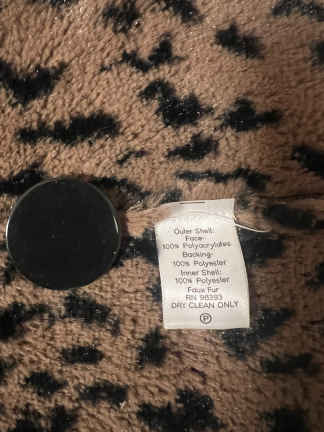 Outer Shell:
Face-
100% Polyacrylates
Backing-
100% Polyester
Inner Shell:
100% Polyester
Faux Fur
RN 98393
DRY CLEAN ONLY
P